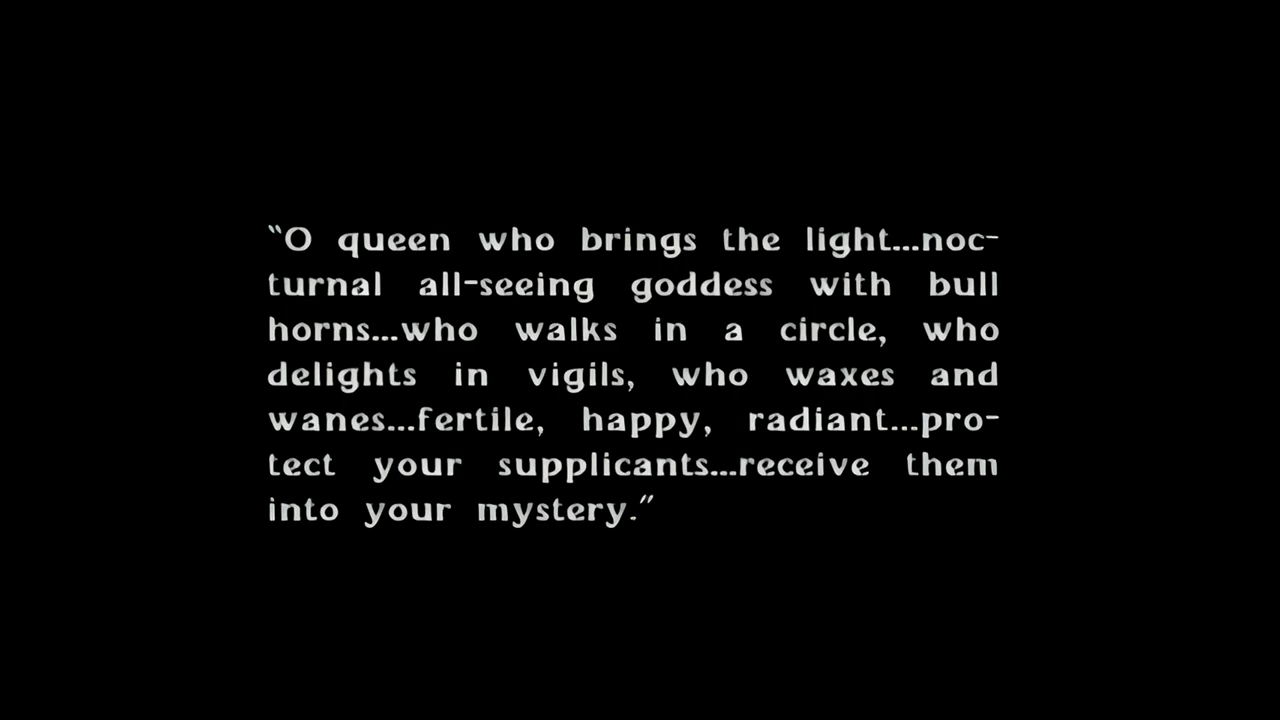 “O queen who brings the light...noc-
turnal all-seeing goddess with bull
horns...who walks in a circle, who
delights in vigils, who waxes and
wanes...fertile, happy, radiant...pro-
tect your supplicants...receive them
into your mystery.”